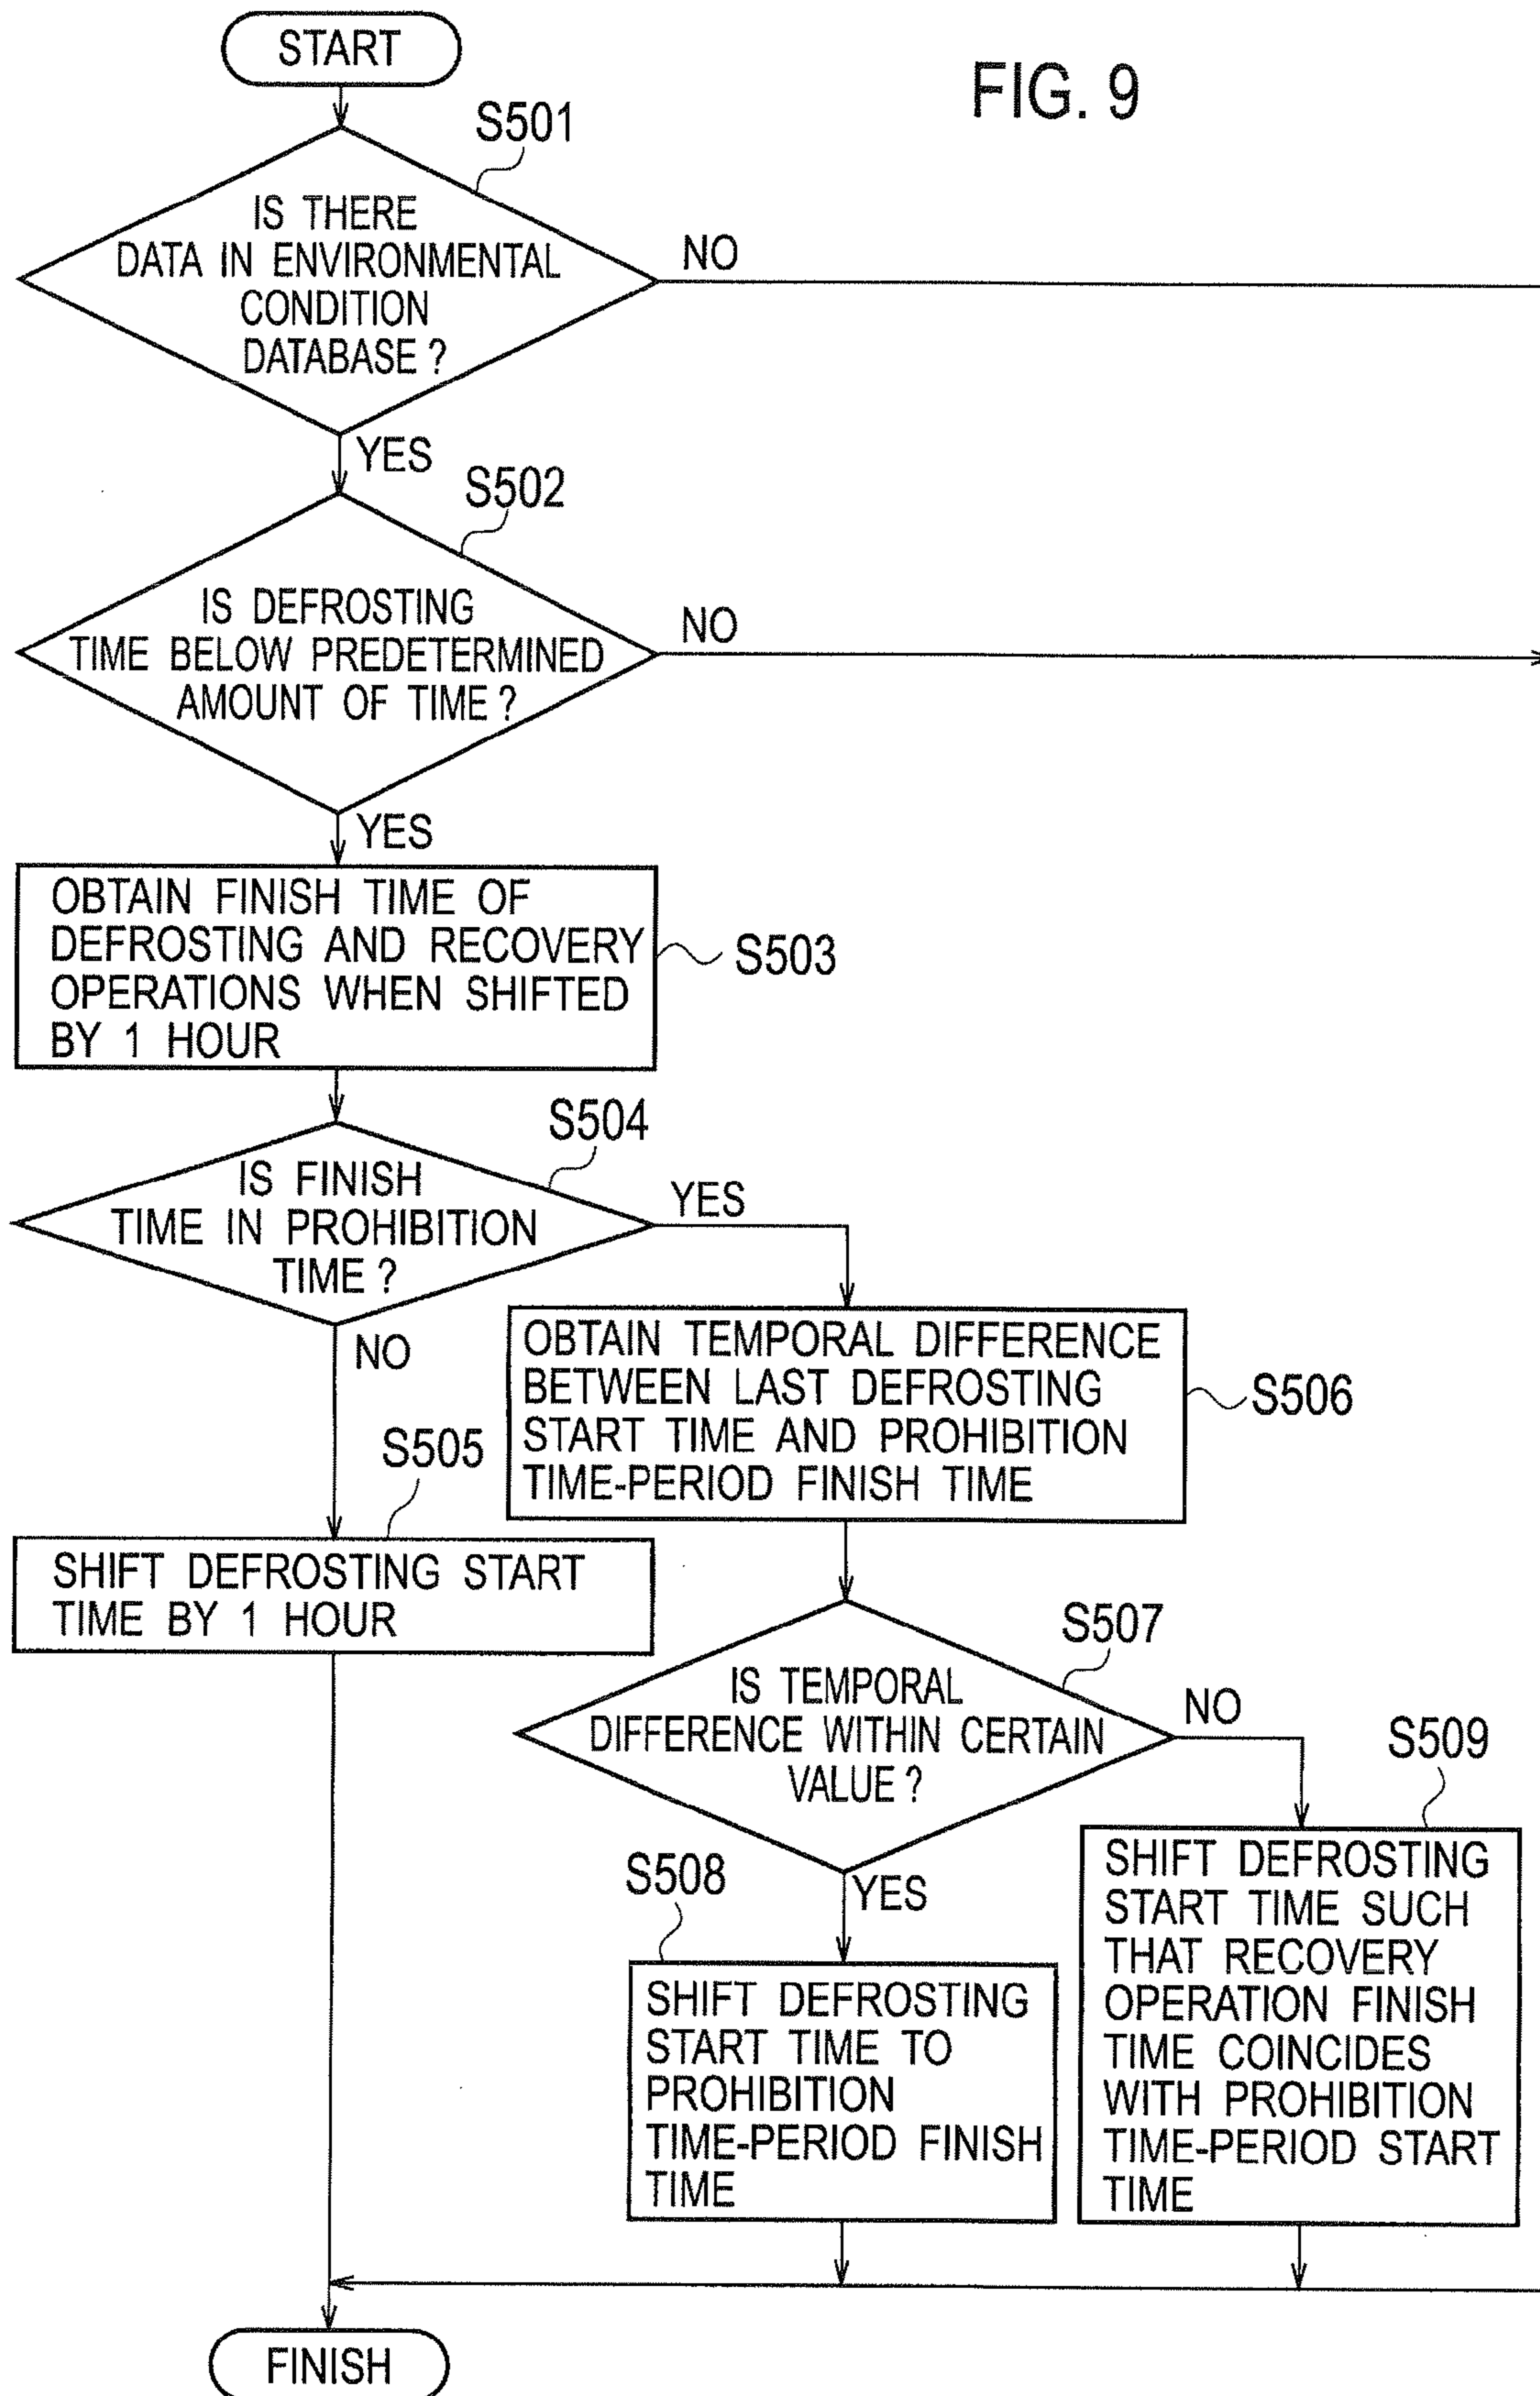 START
FIG. 9
S501
IS THERE
DATA IN ENVIRONMENTAL
CONDITION
DATABASE ?
NO
YES
S502
IS DEFROSTING
TIME BELOW PREDETERMINED
AMOUNT OF TIME ?
NO
YES
OBTAIN FINISH TIME OF
DEFROSTING AND RECOVERY
OPERATIONS WHEN SHIFTED
BY 1 HOUR
S503
S504
IS FINISH
TIME IN PROHIBITION
TIME ?
YES
NO
OBTAIN TEMPORAL DIFFERENCE
BETWEEN LAST DEFROSTING
START TIME AND PROHIBITION
TIME-PERIOD FINISH TIME
S506
S505
SHIFT DEFROSTING START
TIME BY 1 HOUR
S507
IS TEMPORAL
DIFFERENCE WITHIN CERTAIN
VALUE ?
NO
YES
S508
SHIFT DEFROSTING
START TIME TO
PROHIBITION
TIME-PERIOD FINISH
TIME
S509
SHIFT DEFROSTING
START TIME SUCH
THAT RECOVERY
OPERATION FINISH
TIME COINCIDES
WITH PROHIBITION
TIME-PERIOD START
TIME
FINISH